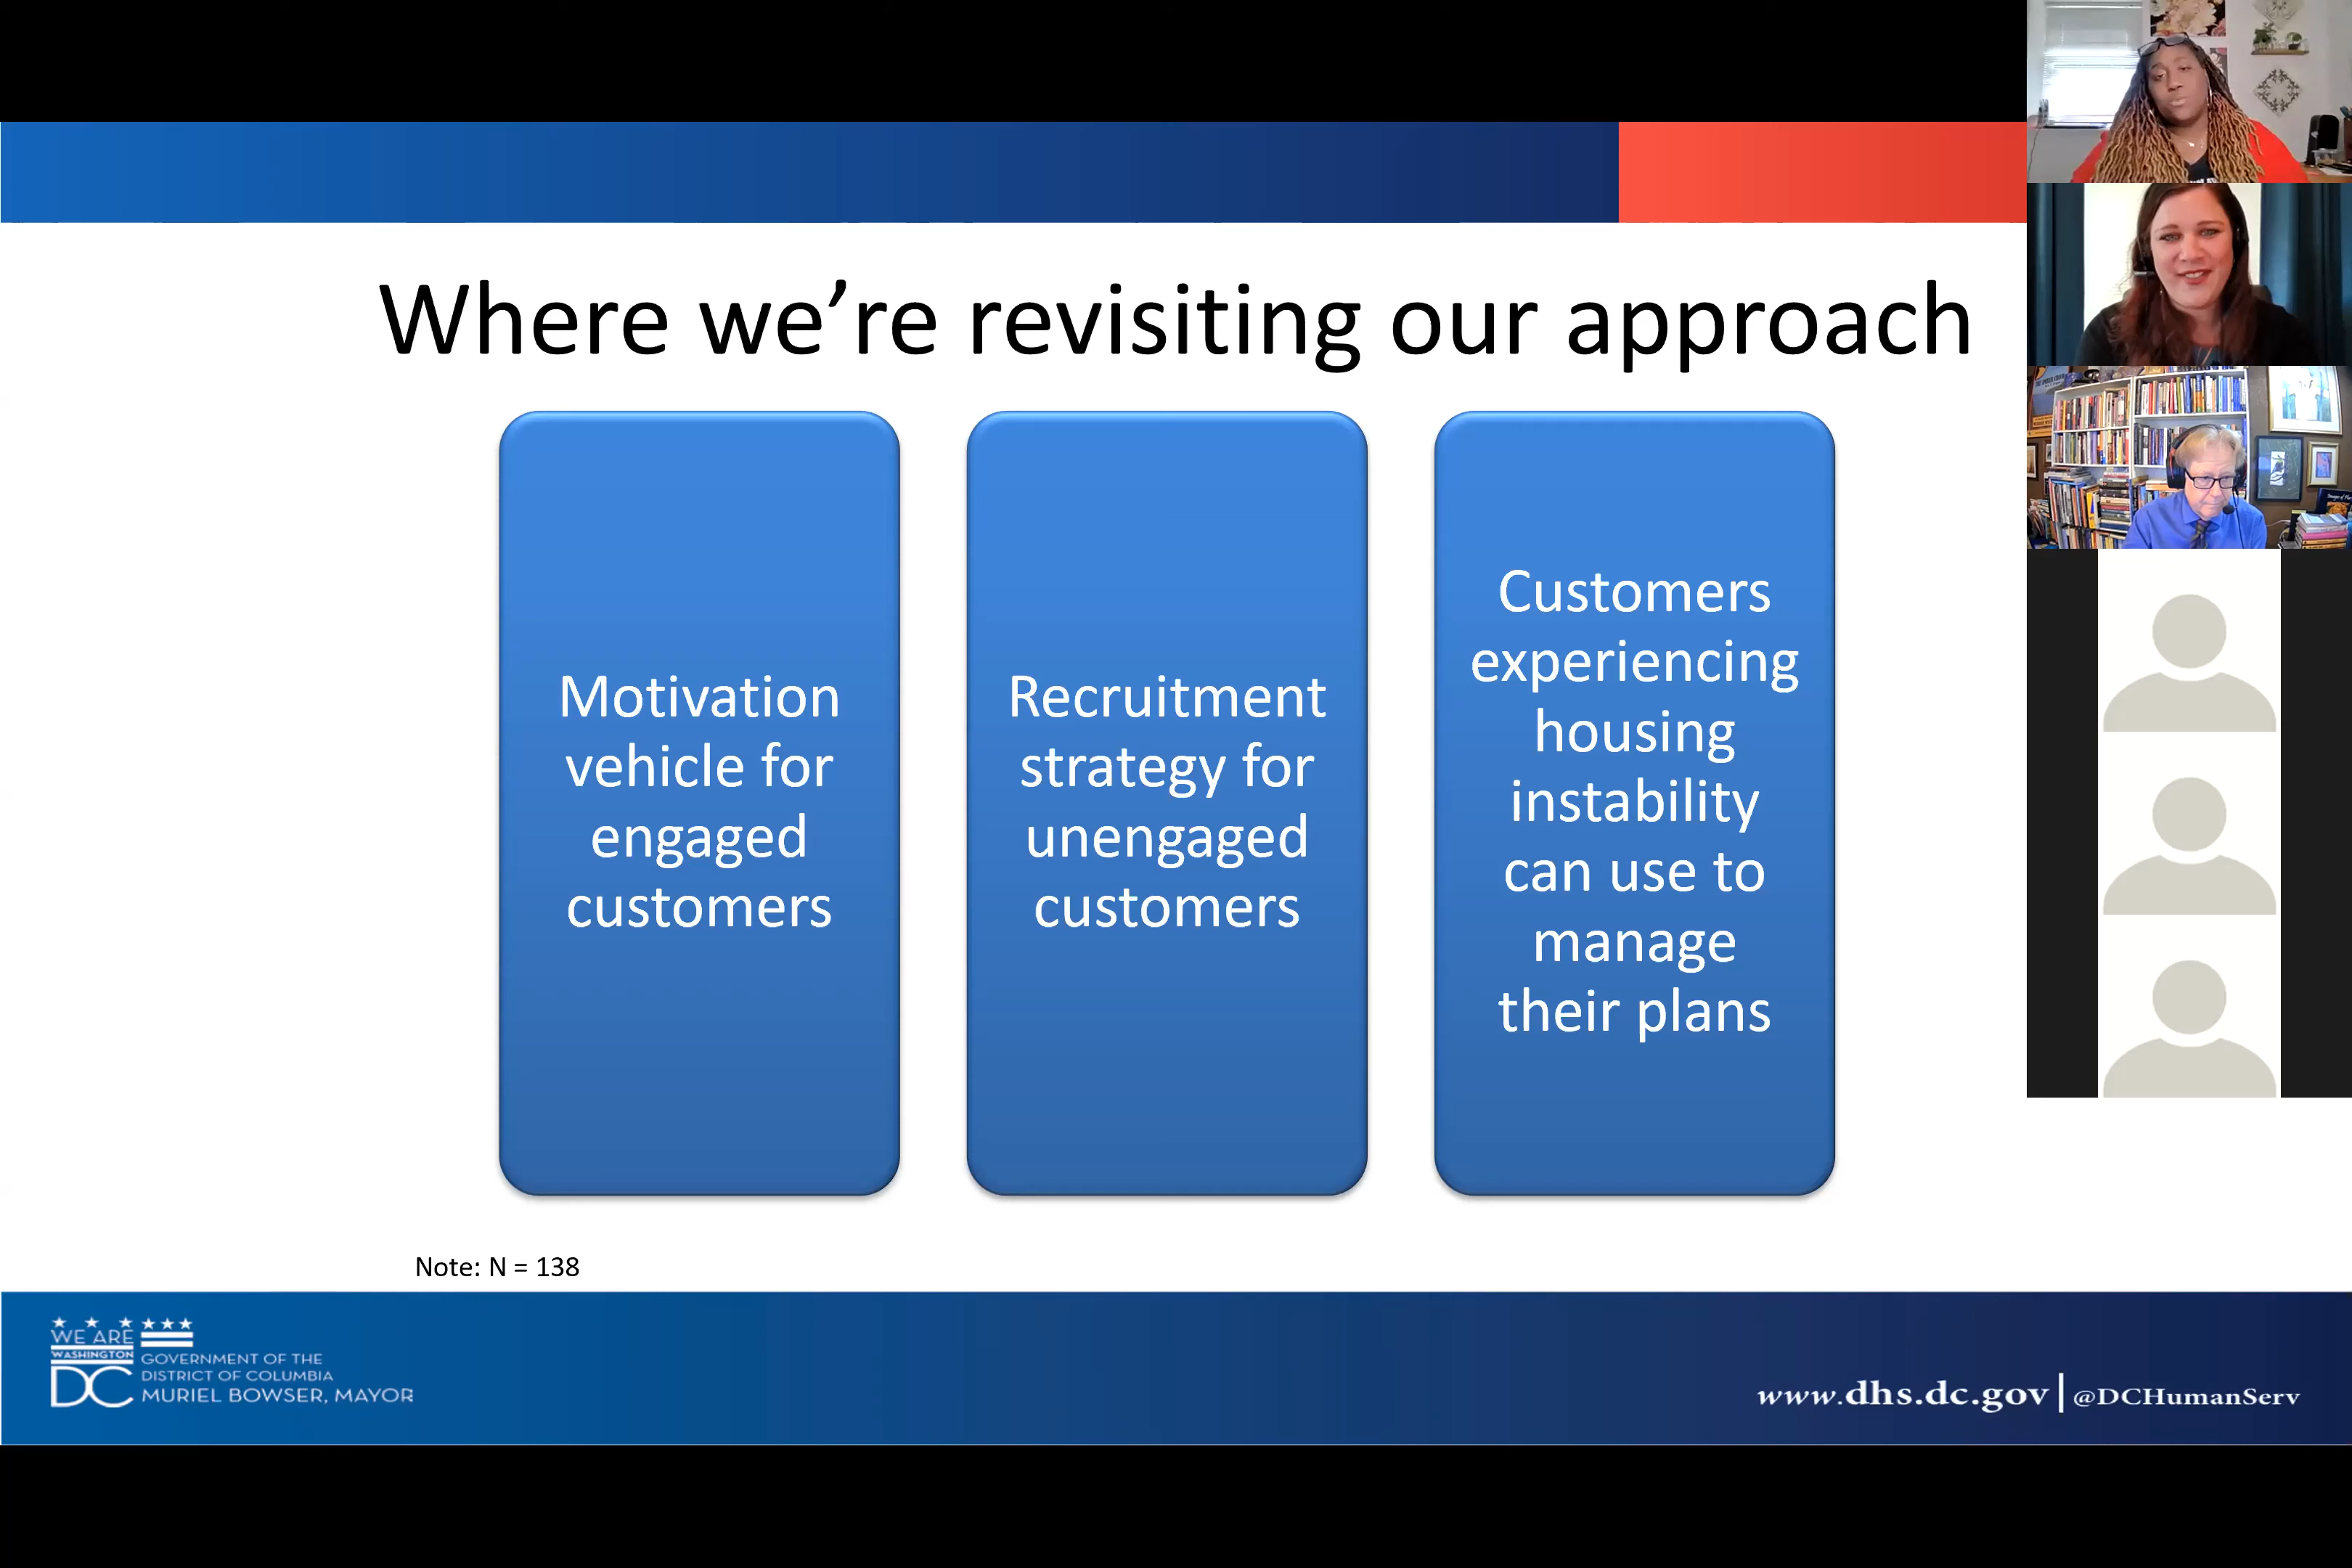 Where we’re revisiting our approach
Motivation
vehicle for
engaged
customers
Recruitment
strategy for
unengaged
customers
Customers
experiencing
housing
instability
can use to
manage
their plans
Note: N = 138
WE ARE
WASHINGTON
DC
GOVERNMENT OF THE
DISTRICT OF COLUMBIA
MURIEL BOWSER, MAYOR
www.dhs.dc.gov | @DCHumanServ